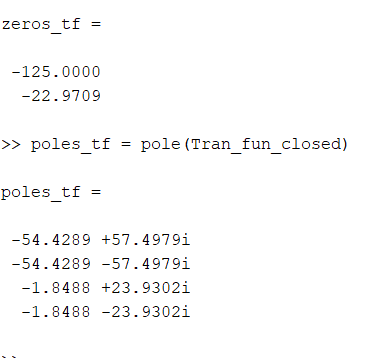 zeros_tf =
-125.0000
-22.9709
>> poles_tf = pole(Tran_fun_closed)
poles_tf =
-54.4289 +57.4979i
-54.4289 -57.4979i
-1.8488 +23.9302i
-1.8488 -23.9302i